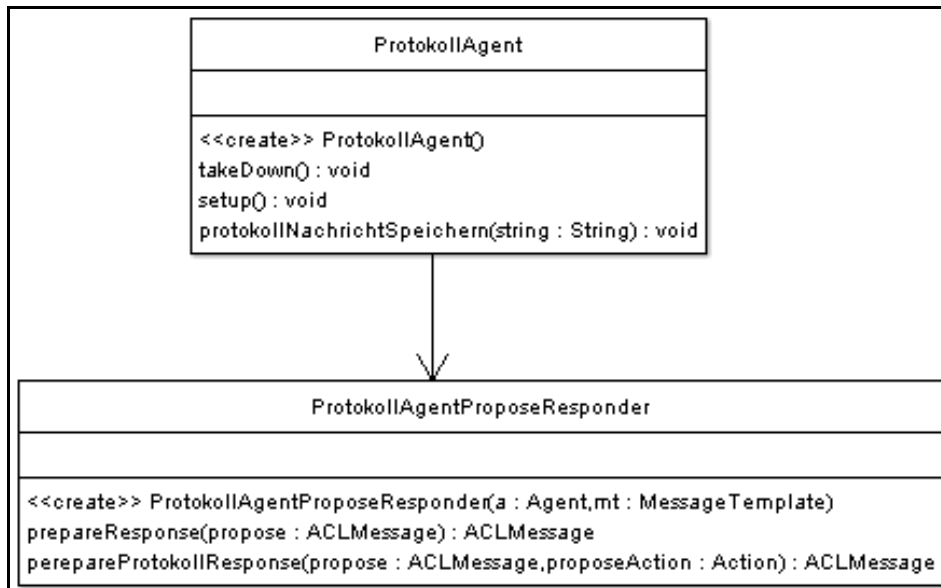 ProtokollAgent
<<create>> ProtokollAgent()
takeDown() : void
setup() : void
protokollNachrichtSpeichern(string : String) : void
ProtokollAgentProposeResponder
<<create>> ProtokollAgentProposeResponder(a : Agent,mt : MessageTemplate)
prepareResponse(propose : ACLMessage) : ACLMessage
perepareProtokollResponse(propose : ACLMessage,proposeAction : Action) : ACLMessage